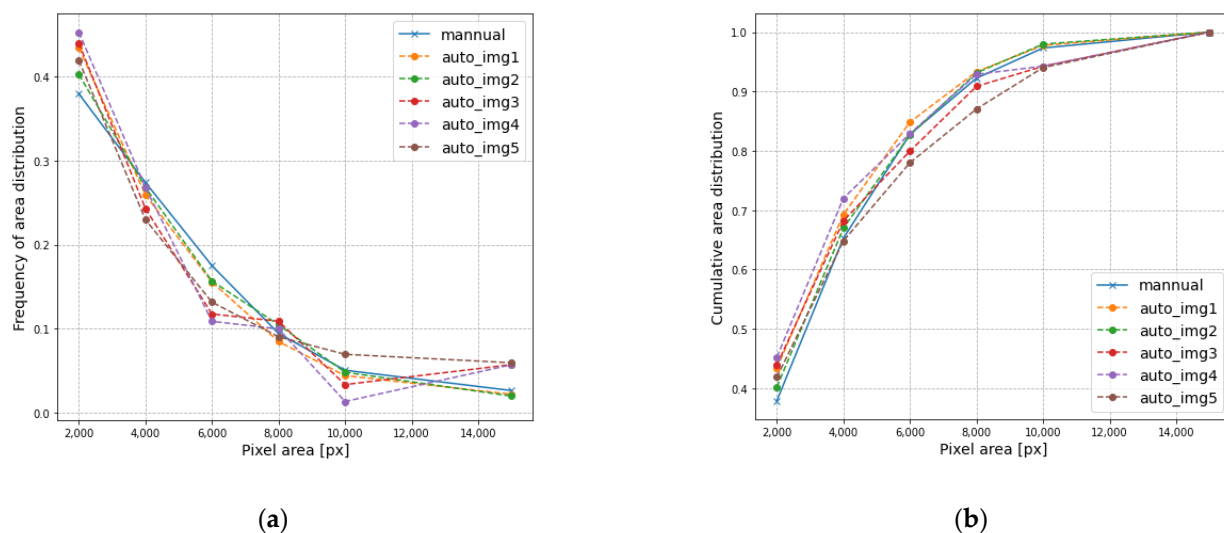 mannual
auto_img1
auto_img2
auto_img3
auto_img4
auto_img5
Frequency of area distribution
0.4
0.3
0.2
0.1
0.0
2,000 4,000 6,000 8,000 10,000 12,000 14,000
Pixel area [px]
(a)
Cumulative area distribution
1.0
0.9
0.8
0.7
0.6
0.5
0.4
mannual
auto_img1
auto_img2
auto_img3
auto_img4
auto_img5
2,000 4,000 6,000 8,000 10,000 12,000 14,000
Pixel area [px]
(b)